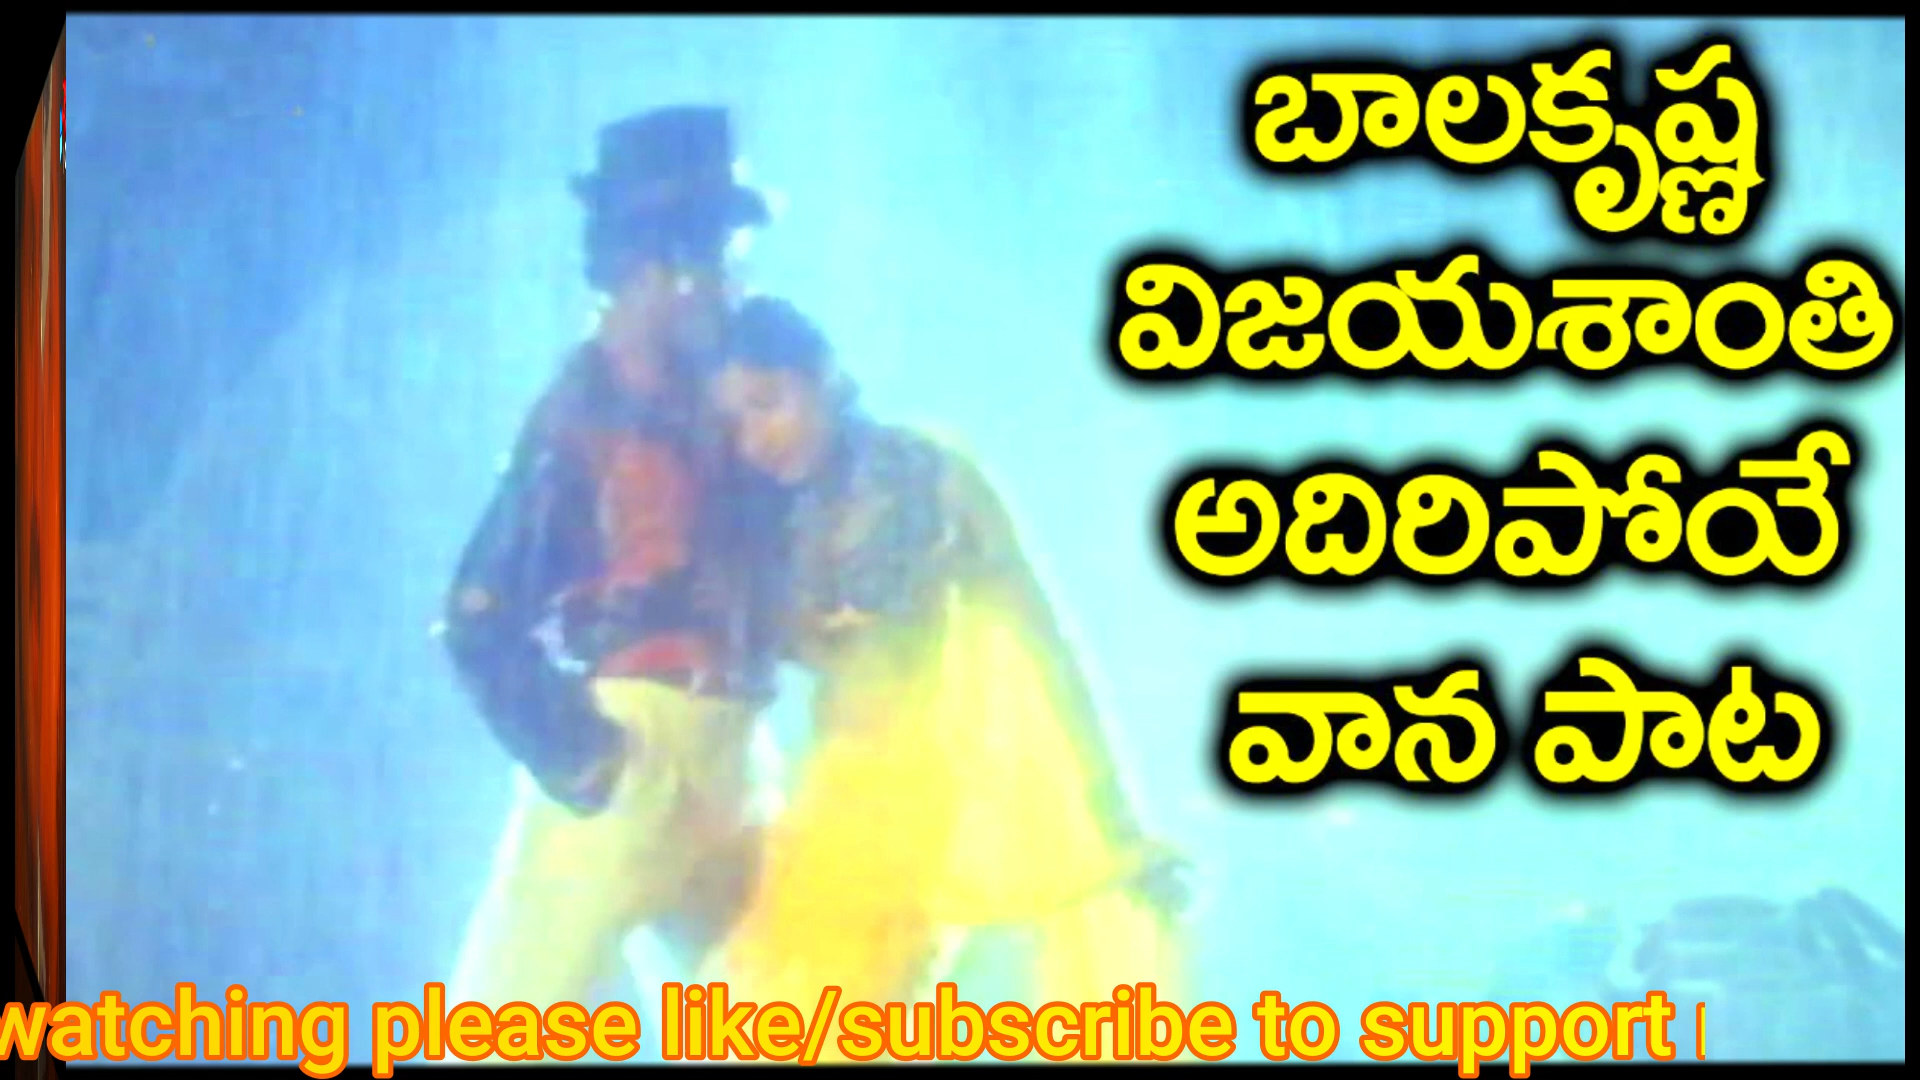 బాలకృష్ణ
విజయశాంతి
అదిరిపోయే
వాన పాట
watching please like/subscribe to support